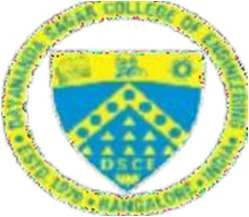 DAYANANDA SAGAR COLLEGE OF ENGINEERING
DSCE
ESTD. 1979 • BANGALORE • INDIA